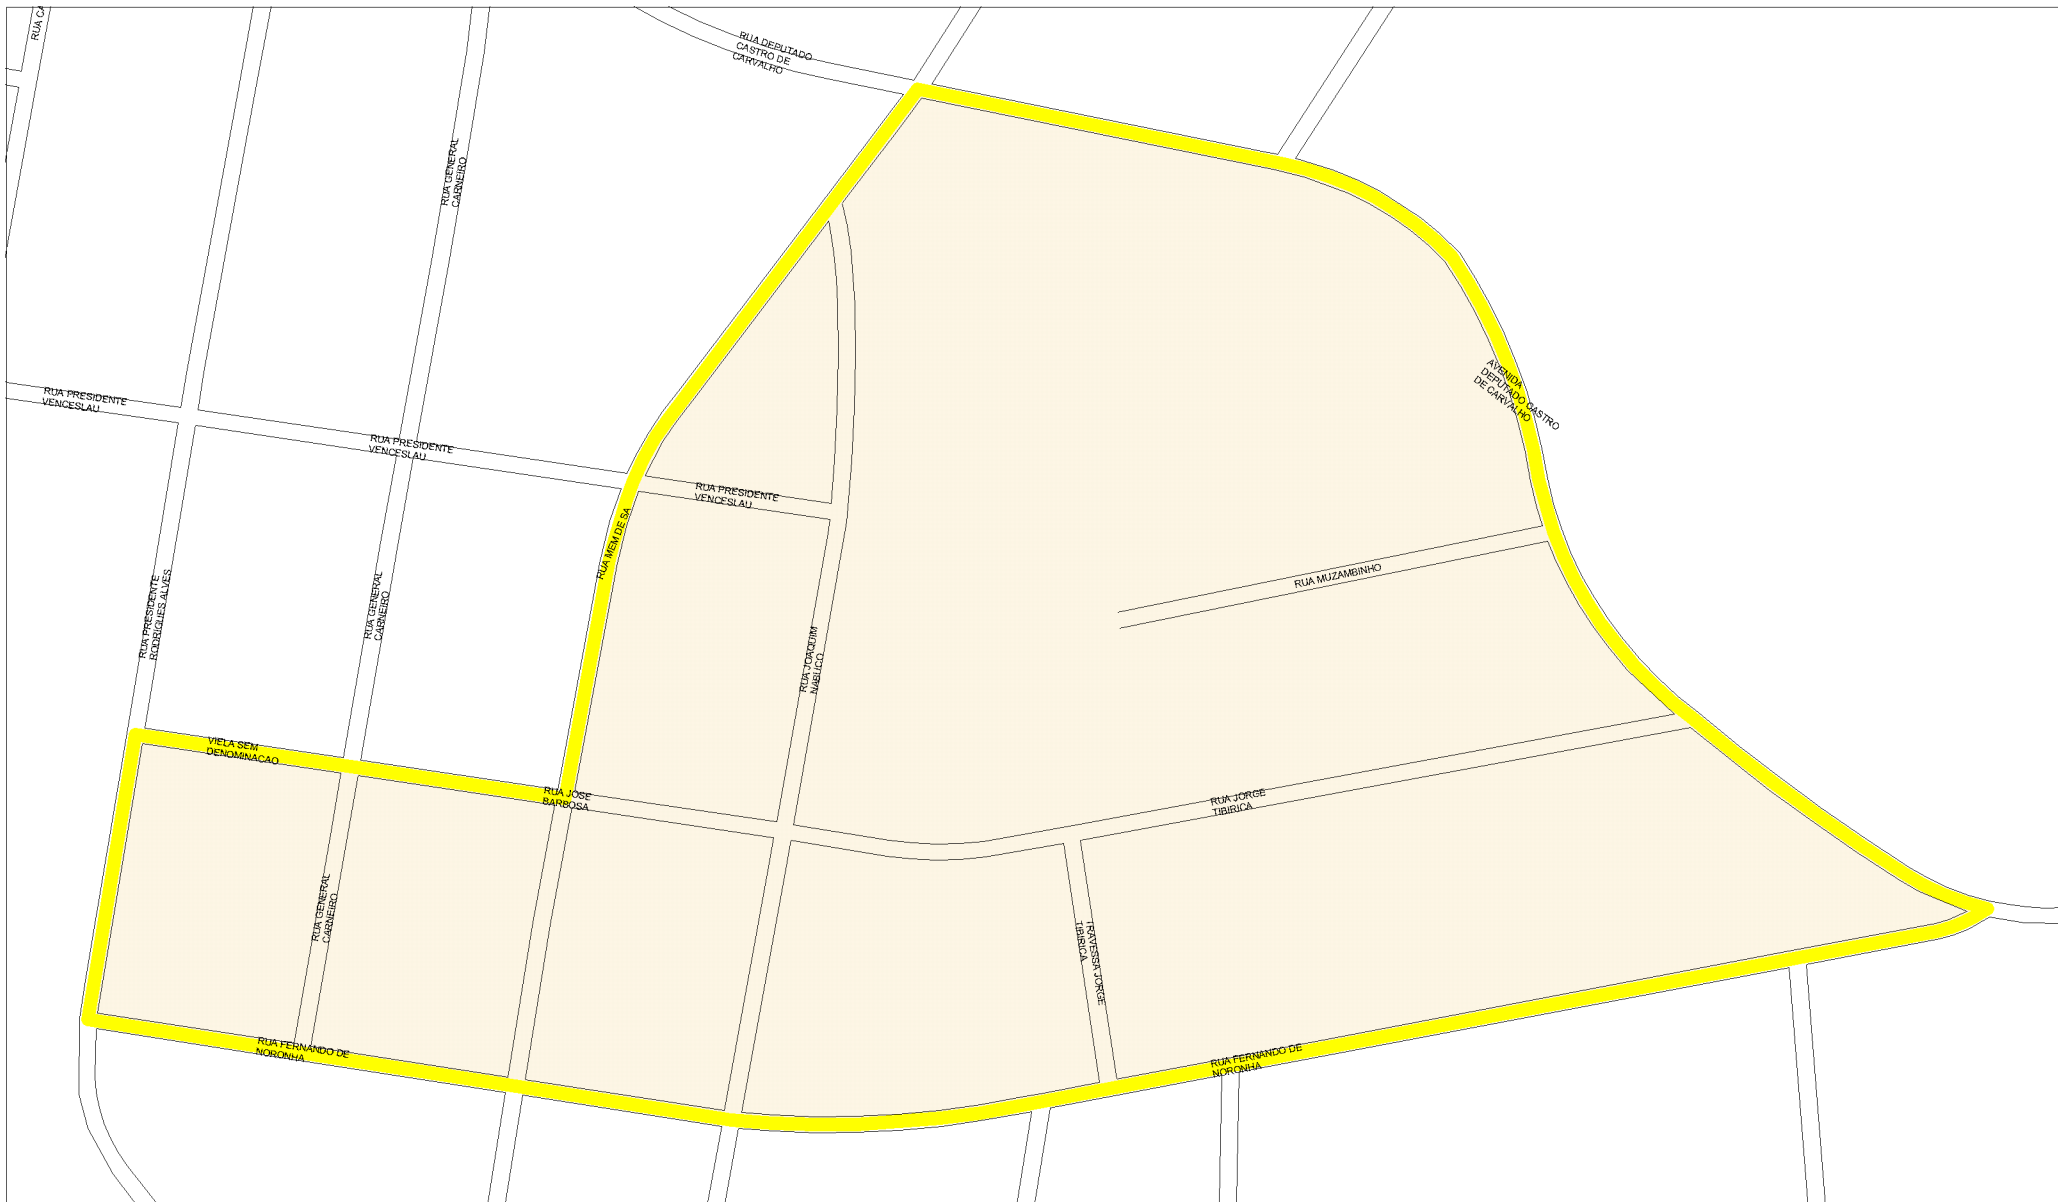 RUA CA
RUA DEPUTADO
CASTRO DE
CARVALHO
RUA GENERAL
CARNEIRO
AVENIDA
DEPUTADO CASTRO
DE CARVALHO
RUA PRESIDENTE
VENCESLAU
RUA PRESIDENTE
VENCESLAU
RUA PRESIDENTE
VENCESLAU
RUA MEM DE SA
RUA MUZAMBINHO
RUA PRESIDENTE
RODRIGUES ALVES
RUA GENERAL
CARNEIRO
RUA JOAQUIM
NABUCO
VIELA SEM
DENOMINACAO
RUA JOSE
BARBOSA
RUA JORGE
TIBIRICA
RUA GENERAL
CARNEIRO
TRAVESSA JORGE
TIBIRICA
RUA FERNANDO DE
NORONHA
RUA FERNANDO DE
NORONHA